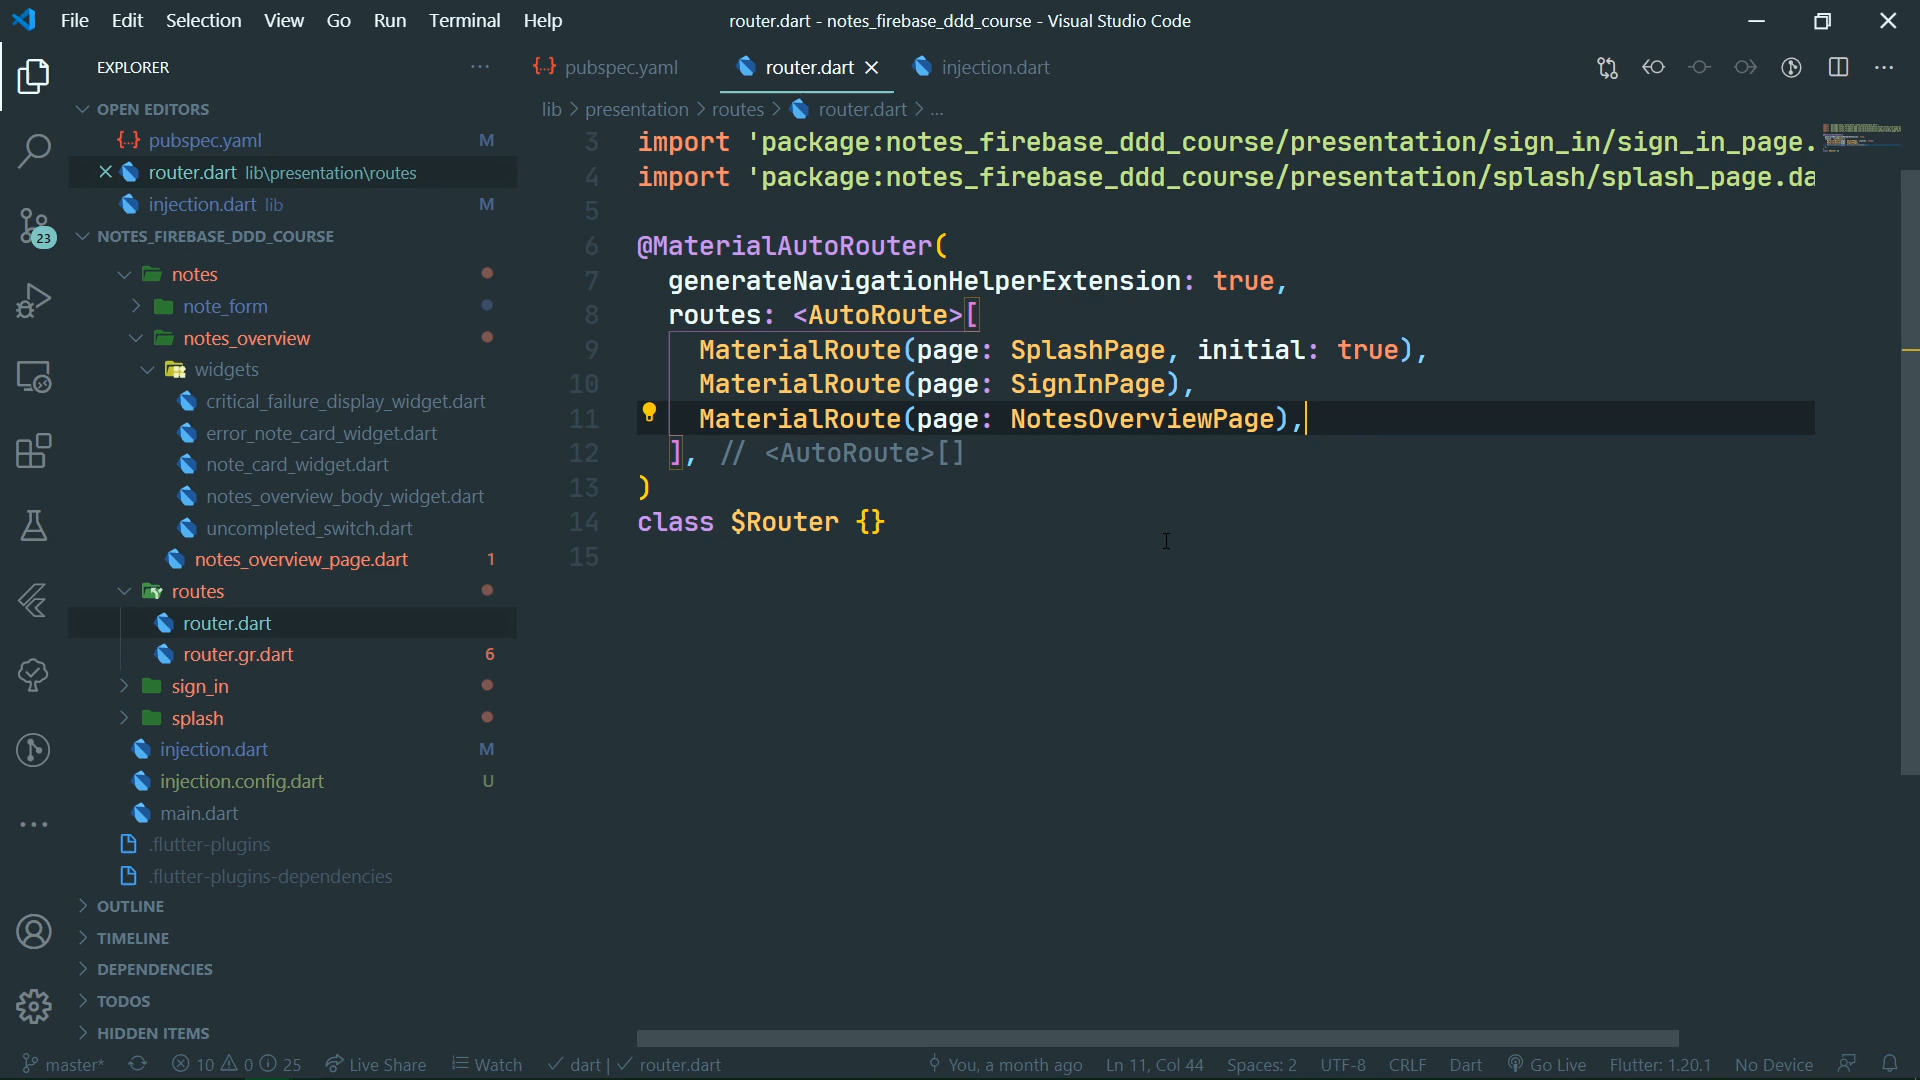 File Edit Selection View Go Run Terminal Help
router.dart - notes_firebase_ddd_course - Visual Studio Code
EXPLORER
pubspec.yaml
router.dart
injection.dart
OPEN EDITORS
pubspec.yaml M
router.dart lib\presentation\routes
injection.dart lib M
NOTES_FIREBASE_DDD_COURSE
23
notes
note_form
notes_overview
widgets
critical_failure_display_widget.dart
error_note_card_widget.dart
note_card_widget.dart
notes_overview_body_widget.dart
uncompleted_switch.dart
notes_overview_page.dart 1
routes
router.dart
router.gr.dart 6
sign_in
splash
injection.dart M
injection.config.dart U
main.dart
.flutter-plugins
.flutter-plugins-dependencies
OUTLINE
TIMELINE
DEPENDENCIES
TODOS
HIDDEN ITEMS
lib > presentation > routes > router.dart > ...
3 import 'package:notes_firebase_ddd_course/presentation/sign_in/sign_in_page.
4 import 'package:notes_firebase_ddd_course/presentation/splash/splash_page.da
5
6 @MaterialAutoRouter(
7 generateNavigationHelperExtension: true,
8 routes: <AutoRoute>[
9 MaterialRoute(page: SplashPage, initial: true),
10 MaterialRoute(page: SignInPage),
11 MaterialRoute(page: NotesOverviewPage),
12 ], // <AutoRoute>[]
13 )
14 class $Router {}
15
master* 10 0 25 Live Share Watch dart | router.dart You, a month ago Ln 11, Col 44 Spaces: 2 UTF-8 CRLF Dart Go Live Flutter: 1.20.1 No Device